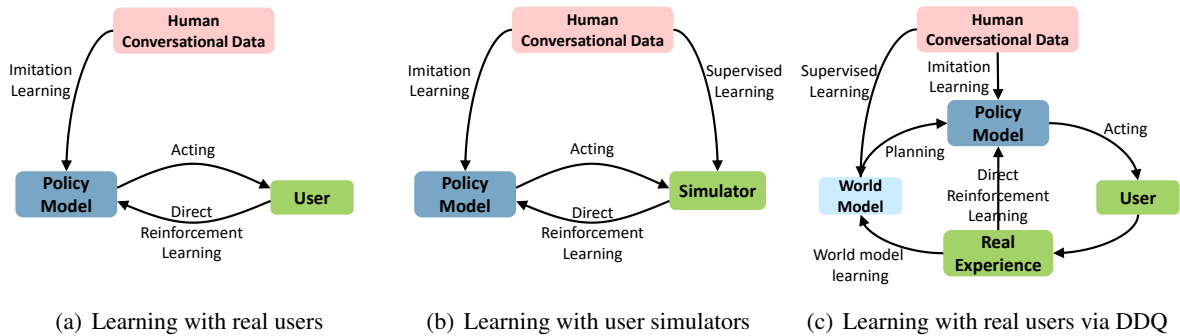 Human
Conversational Data
Imitation
Learning
Acting
Policy
Model
User
Direct
Reinforcement
Learning
(a) Learning with real users
Human
Conversational Data
Imitation
Learning
Supervised
Learning
Acting
Policy
Model
Simulator
Direct
Reinforcement
Learning
(b) Learning with user simulators
Human
Conversational Data
Supervised
Learning
Imitation
Learning
Policy
Model
Acting
Planning
World
Model
Direct
Reinforcement
Learning
User
World model
learning
Real
Experience
(c) Learning with real users via DDQ